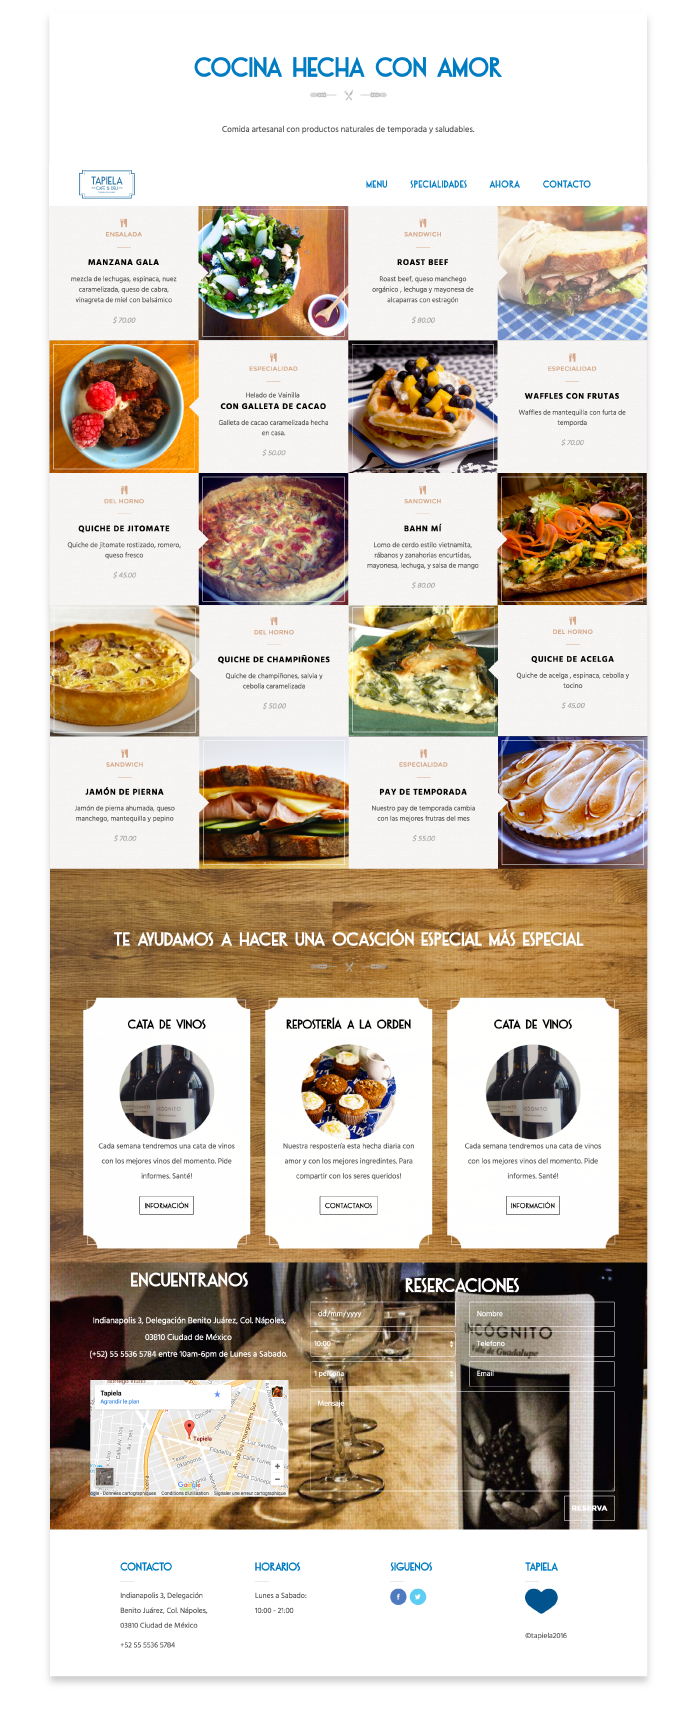 COCINA HECHA CON AMOR
Comida artesanal con productos naturales de temporada y saludables.
TAPIELA
CAFE & DELI
MENU SPECIALIDADES AHORA CONTACTO
ENSALADA
MANZANA GALA
mezcla de lechugas, espinaca, nuez
caramelizada, queso de cabra,
vinagreta de miel con balsámico
$ 70.00
SANDWICH
ROAST BEEF
Roast beef, queso manchego
orgánico , lechuga y mayonesa de
alcaparras con estragón
$ 80.00
ESPECIALIDAD
Helado de Vainilla
CON GALLETA DE CACAO
Galleta de cacao caramelizada hecha
en casa.
$ 50.00
ESPECIALIDAD
WAFFLES CON FRUTAS
Waffles de mantequilla con furta de
temporda
$ 70.00
DEL HORNO
QUICHE DE JITOMATE
Quiche de jitomate rostizado, romero,
queso fresco
$ 45.00
SANDWICH
BAHN MÍ
Lomo de cerdo estilo vietnamita,
rábanos y zanahorias encurtidas,
mayonesa, lechuga, y salsa de mango
$ 80.00
DEL HORNO
QUICHE DE CHAMPIÑONES
Quiche de champiñones, salvia y
cebolla caramelizada
$ 50.00
DEL HORNO
QUICHE DE ACELGA
Quiche de acelga , espinaca, cebolla y
tocino
$ 45.00
SANDWICH
JAMÓN DE PIERNA
Jamón de pierna ahumada, queso
manchego, mantequilla y pepino
$ 70.00
ESPECIALIDAD
PAY DE TEMPORADA
Nuestro pay de temporada cambia
con las mejores frutras del mes
$ 55.00
TE AYUDAMOS A HACER UNA OCASCIÓN ESPECIAL MÁS ESPECIAL
CATA DE VINOS
Cada semana tendremos una cata de vinos
con los mejores vinos del momento. Pide
informes. Santé!
INFORMACIÓN
REPOSTERÍA A LA ORDEN
Nuestra respostería esta hecha diaria con
amor y con los mejores ingredintes. Para
compartir con los seres queridos!
CONTACTANOS
CATA DE VINOS
Cada semana tendremos una cata de vinos
con los mejores vinos del momento. Pide
informes. Santé!
INFORMACIÓN
ENCUENTRANOS
Indianapolis 3, Delegación Benito Juárez, Col. Nápoles,
03810 Ciudad de México
(+52) 55 5536 5784 entre 10am-6pm de Lunes a Sabado.
Tapiela
Agrandir le plan
Tapiela
Google
Données cartographiques Conditions d'utilisation Signaler une erreur cartographique
RESERCACIONES
dd/mm/yyyy
Nombre
10:00
Telefono
1 persona
Email
Mensaje
INCÓGNITO
de Guadalupe
RESERVA
CONTACTO
Indianapolis 3, Delegación
Benito Juárez, Col. Nápoles,
03810 Ciudad de México
+52 55 5536 5784
HORARIOS
Lunes a Sabado:
10:00 - 21:00
SIGUENOS
TAPIELA
©tapiela2016